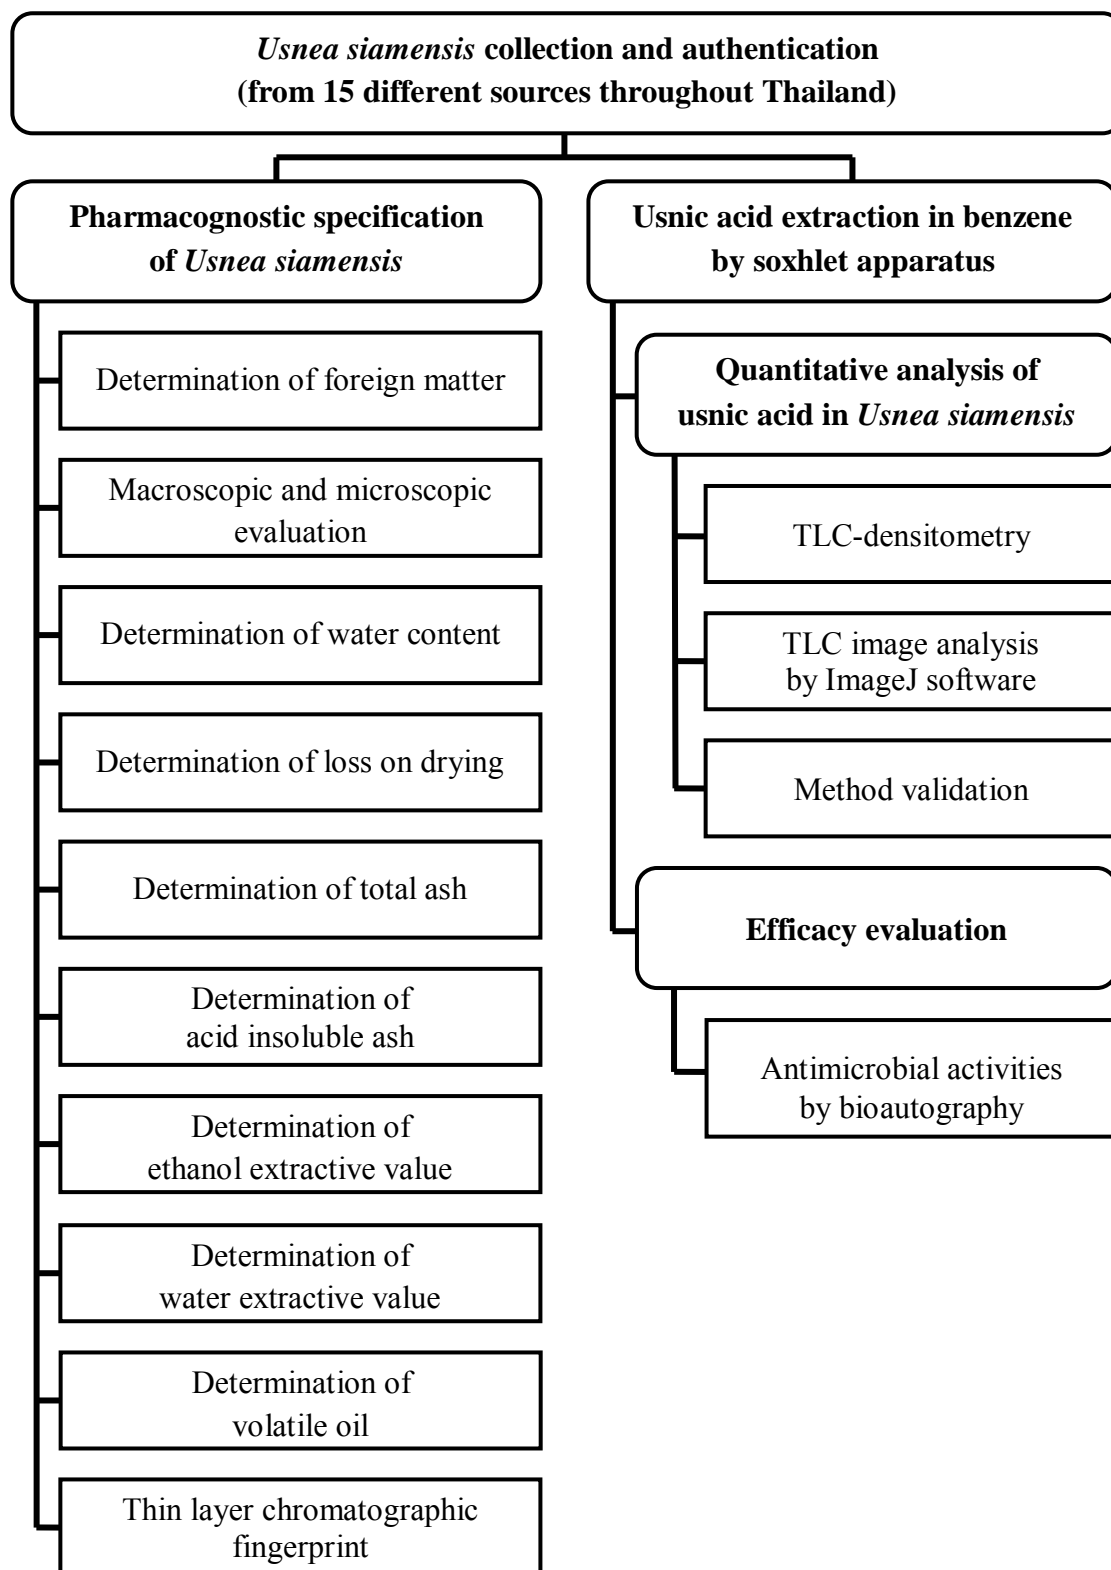 Usnea siamensis collection and authentication
(from 15 different sources throughout Thailand)
Pharmacognostic specification
of Usnea siamensis
Determination of foreign matter
Macroscopic and microscopic
evaluation
Determination of water content
Determination of loss on drying
Determination of total ash
Determination of
acid insoluble ash
Determination of
ethanol extractive value
Determination of
water extractive value
Determination of
volatile oil
Thin layer chromatographic
fingerprint
Usnic acid extraction in benzene
by soxhlet apparatus
Quantitative analysis of
usnic acid in Usnea siamensis
TLC-densitometry
TLC image analysis
by ImageJ software
Method validation
Efficacy evaluation
Antimicrobial activities
by bioautography